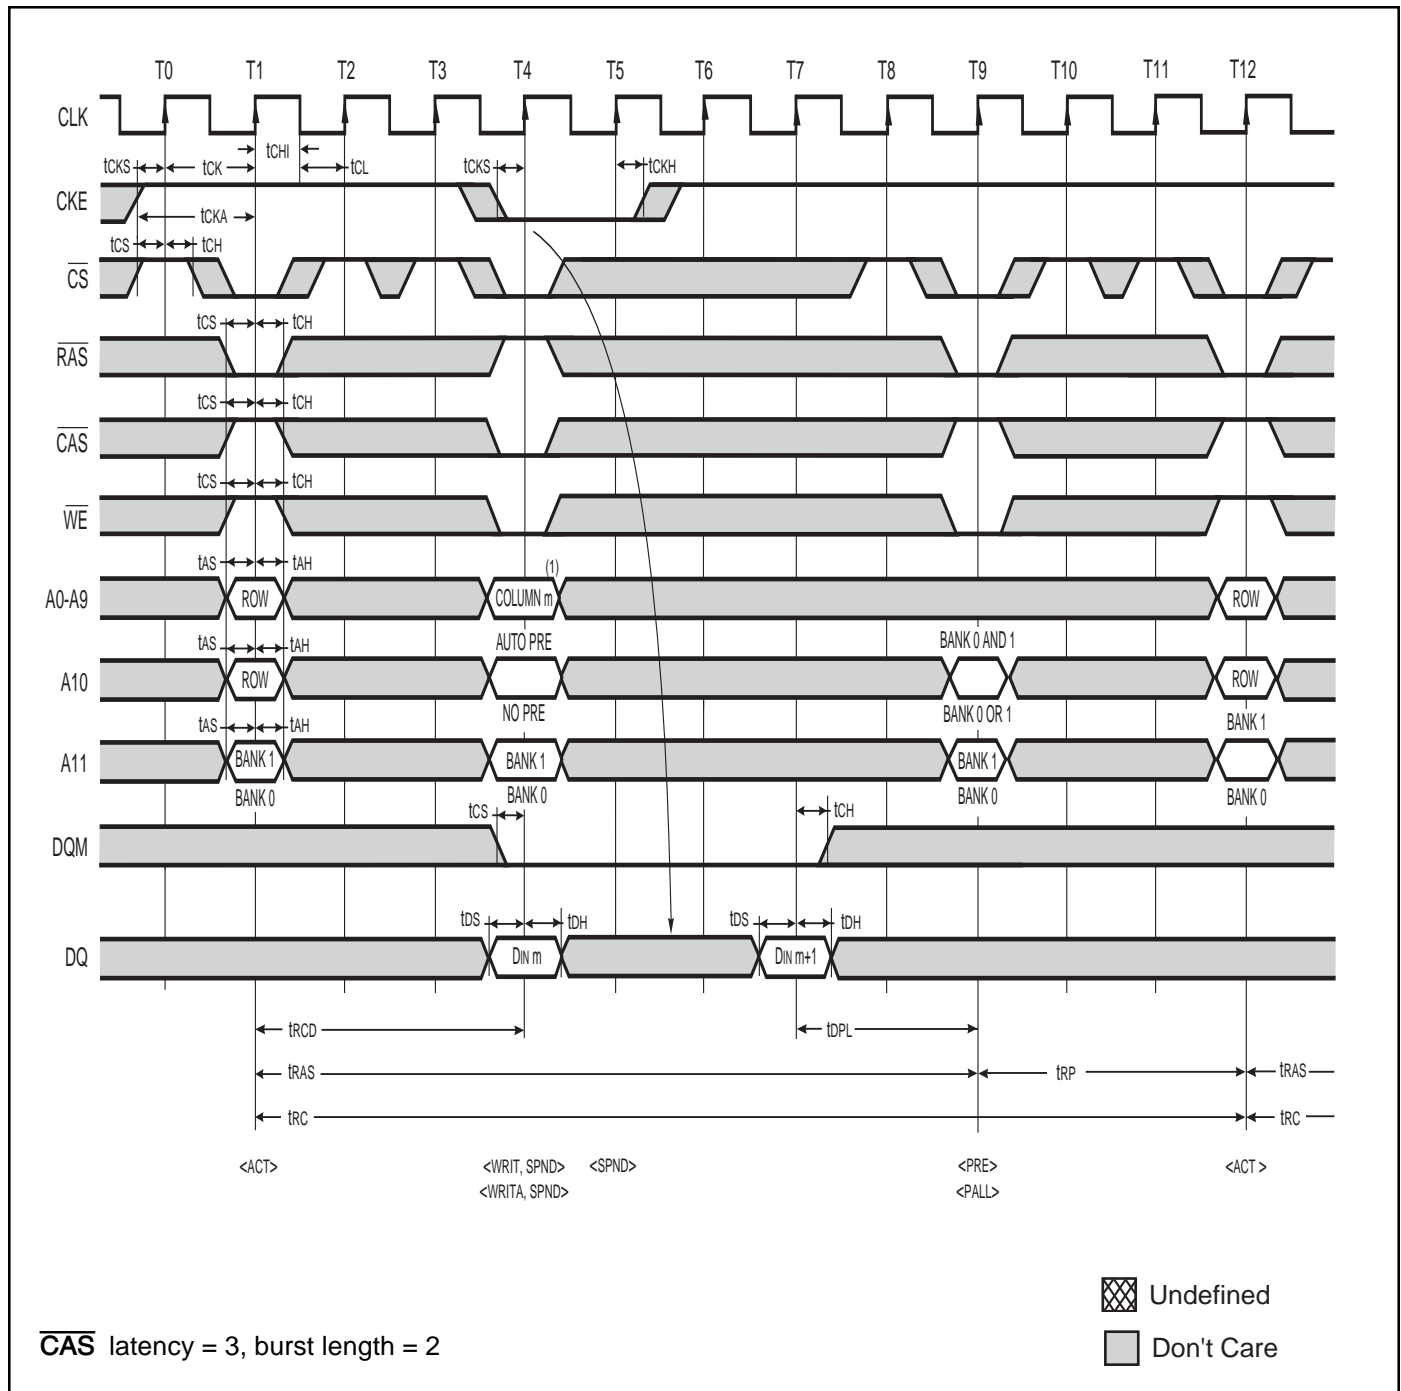 T0 T1 T2 T3 T4 T5 T6 T7 T8 T9 T10 T11 T12
CLK
tCHI
tCKS tCK tCL tCKS tCKH
CKE
tCKA
tCS tCH
CS
tCS tCH
RAS
tCS tCH
CAS
tCS tCH
WE
tAS tAH (1)
A0-A9 ROW COLUMN m ROW
AUTO PRE BANK 0 AND 1
tAS tAH
A10 ROW ROW
NO PRE BANK 0 OR 1 BANK 1
tAS tAH
A11 BANK 1 BANK 1 BANK 1
BANK 0 BANK 0 BANK 0 BANK 0
tCS tCH
DQM
tDS tDH tDS tDH
DQ DIN m DIN m+1
tRCD tDPL
tRAS tRP tRAS
tRC tRC
<ACT> <WRIT, SPND> <SPND> <PRE> <ACT >
<WRITA, SPND> <PALL>
Undefined
CAS latency = 3, burst length = 2
Don't Care